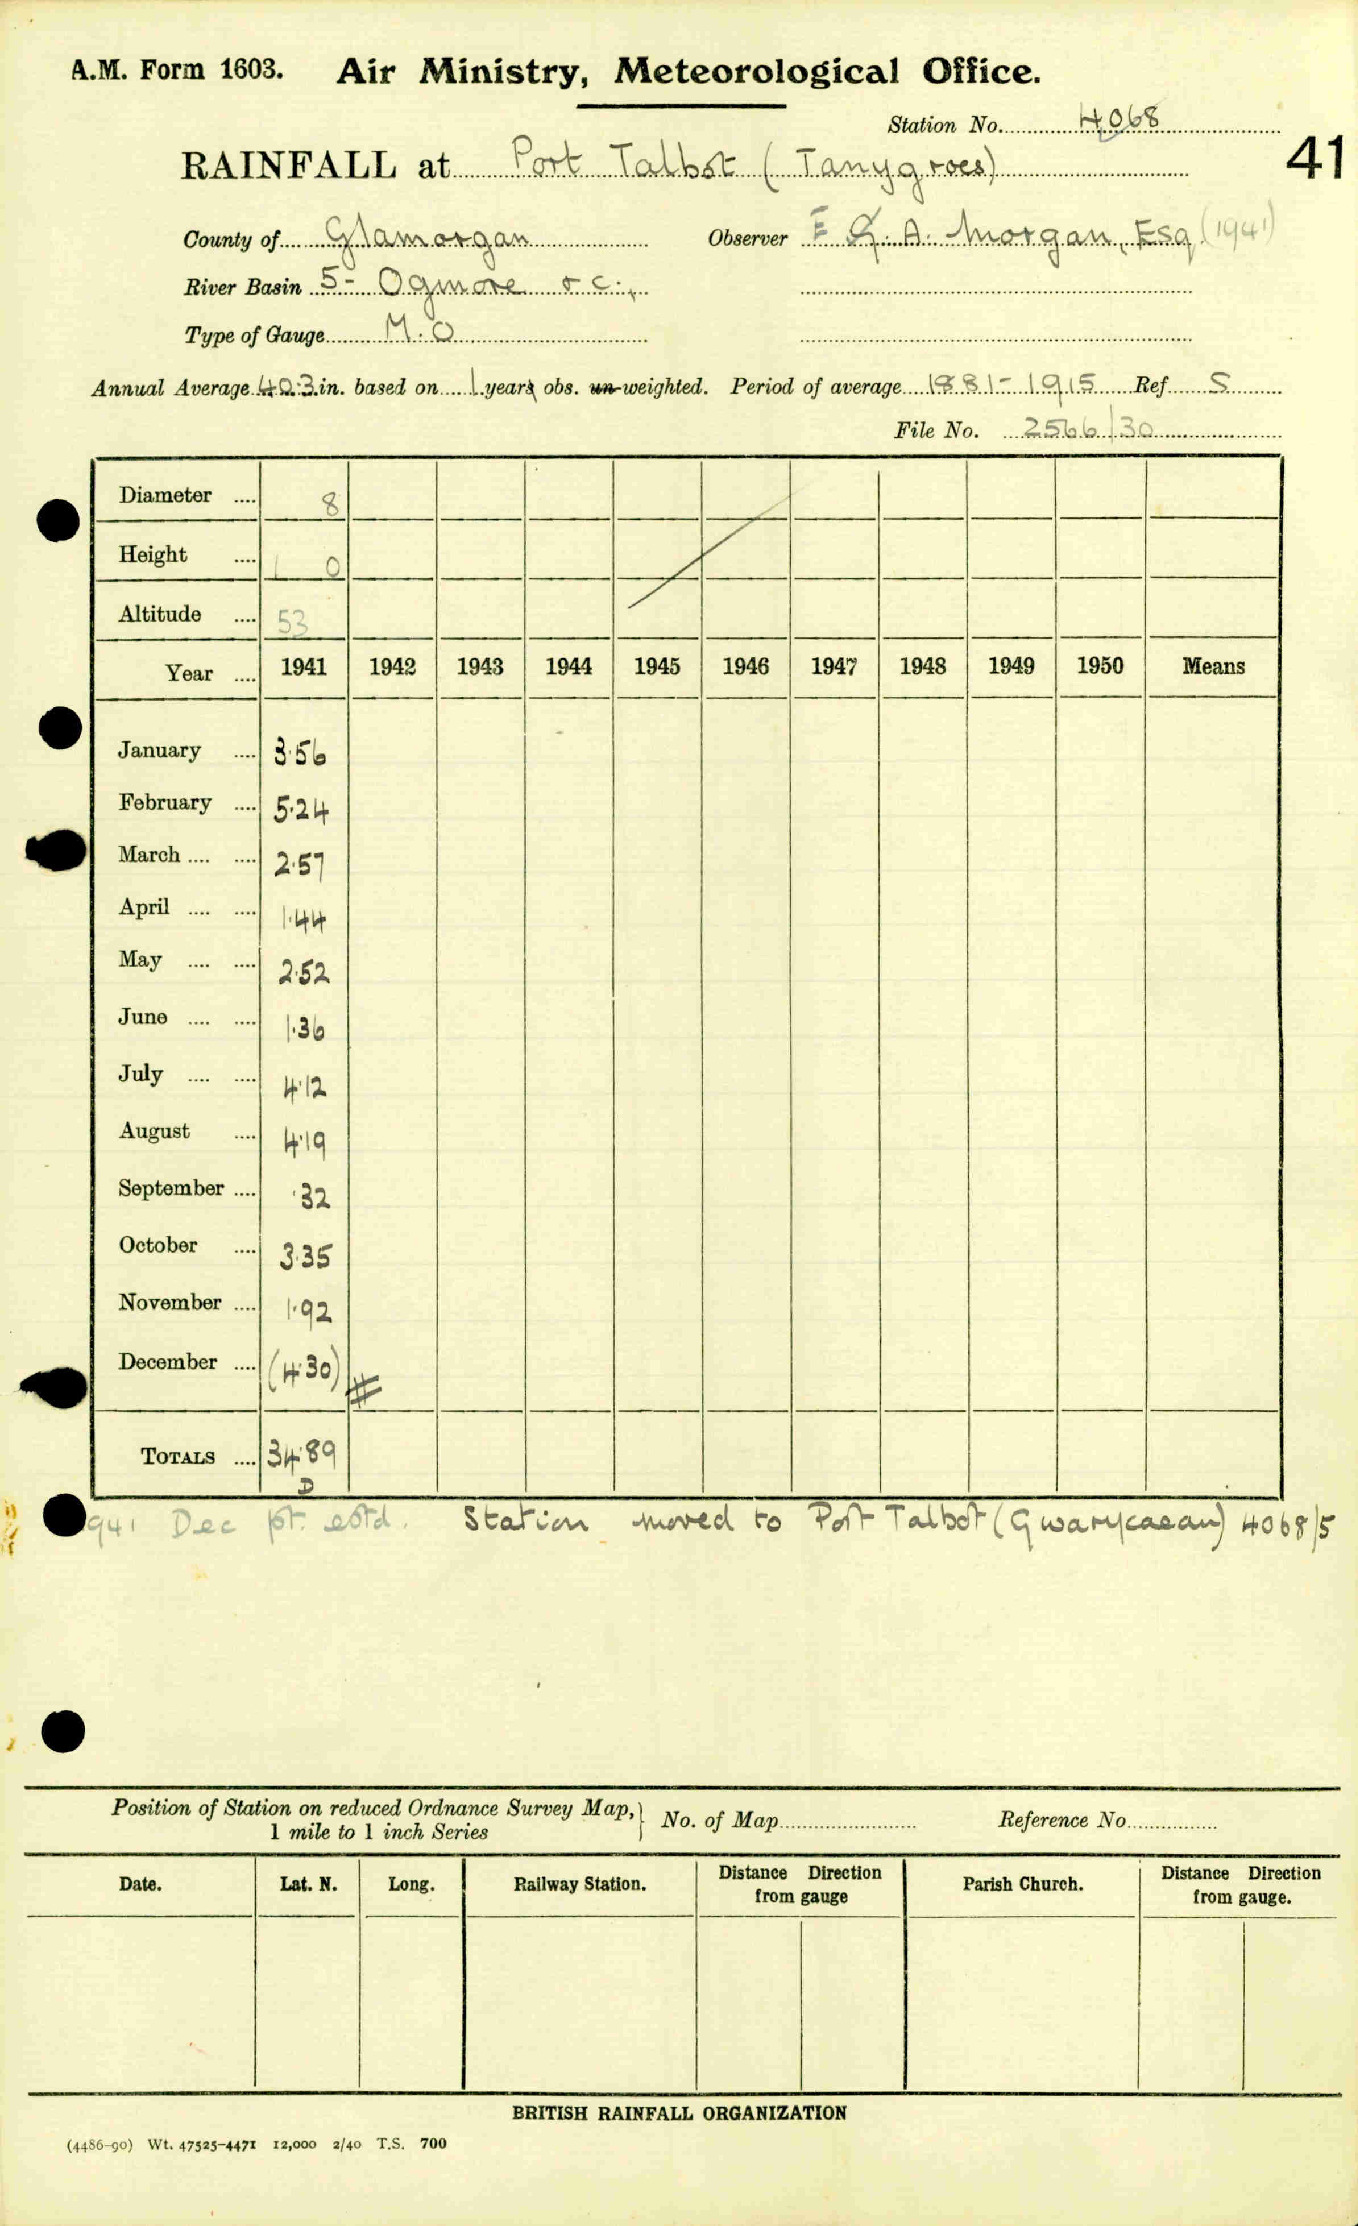 A.M. Form 1603. Air Ministry, Meteorological Office.
Station No. 4068
41
RAINFALL at Port Talbot (Tanygroes)
County of Glamorgan Observer E G. A. Morgan, Esq (1941)
River Basin 5- Ogmore &c.,
Type of Gauge M.O
Annual Average 40.3 in. based on 1 years obs. un-weighted. Period of average 1881-1915 Ref S
File No. 2566/30
Diameter .... 8
Height .... 1 0
Altitude .... 53
Year .... 1941 1942 1943 1944 1945 1946 1947 1948 1949 1950 Means
January .... 3.56
February .... 5.24
March .... .... 2.57
April .... .... 1.44
May .... .... 2.52
June .... .... 1.36
July .... .... 4.12
August .... 4.19
September .... .32
October .... 3.35
November .... 1.92
December .... (4.30) #
TOTALS .... 34.89
D
941 Dec pt. estd. Station moved to Port Talbot (Gwarycaeau) 4068/5
Position of Station on reduced Ordnance Survey Map, } No. of Map Reference No.
1 mile to 1 inch Series
Date. Lat. N. Long. Railway Station. Distance Direction from gauge Parish Church. Distance Direction from gauge.
BRITISH RAINFALL ORGANIZATION
(4486-90) Wt. 47525-4471 12,000 2/40 T.S. 700